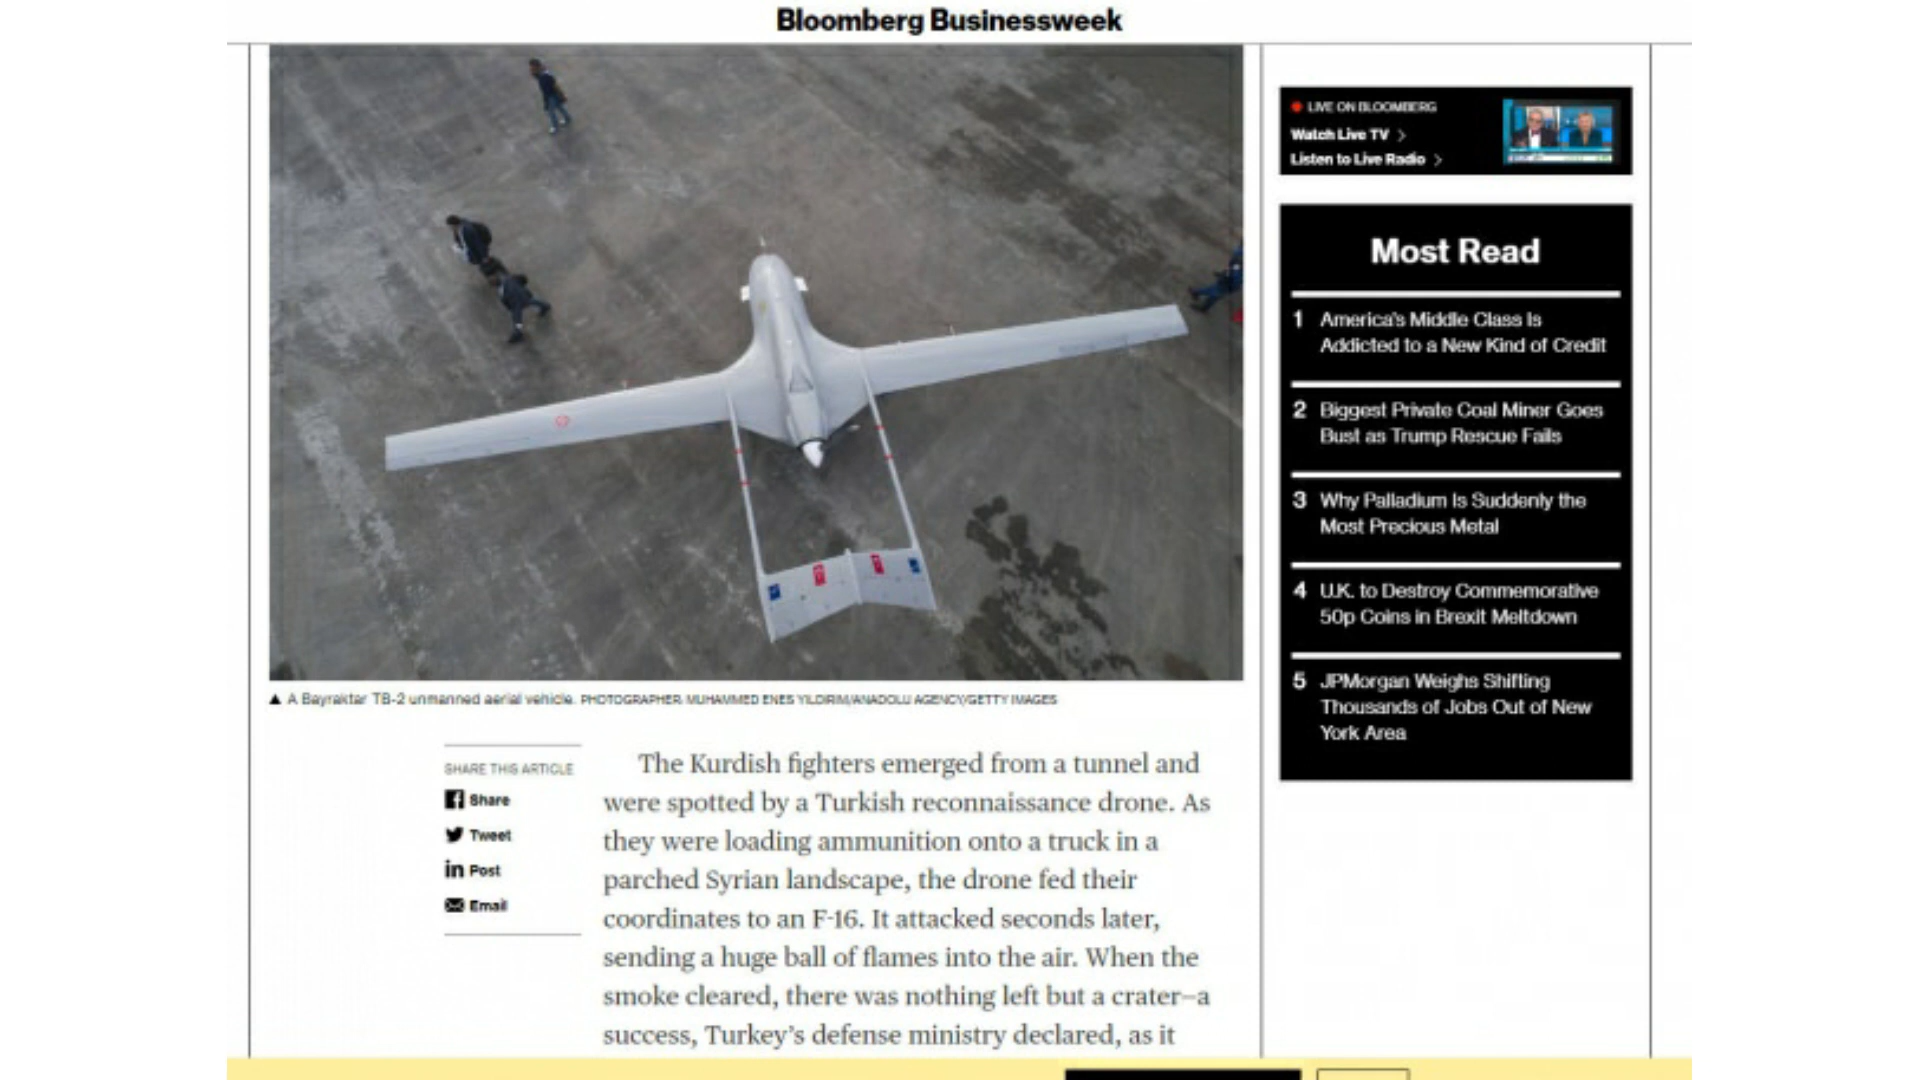 Bloomberg Businessweek
▲ A Bayraktar TB-2 unmanned aerial vehicle. PHOTOGRAPHER: MUHAMMED ENES YILDIRIM/ANADOLU AGENCY/GETTY IMAGES
SHARE THIS ARTICLE
Share
Tweet
Post
Email
The Kurdish fighters emerged from a tunnel and
were spotted by a Turkish reconnaissance drone. As
they were loading ammunition onto a truck in a
parched Syrian landscape, the drone fed their
coordinates to an F-16. It attacked seconds later,
sending a huge ball of flames into the air. When the
smoke cleared, there was nothing left but a crater—a
success, Turkey's defense ministry declared, as it
LIVE ON BLOOMBERG
Watch Live TV >
Listen to Live Radio >
Most Read
1 America's Middle Class Is
Addicted to a New Kind of Credit
2 Biggest Private Coal Miner Goes
Bust as Trump Rescue Fails
3 Why Palladium Is Suddenly the
Most Precious Metal
4 U.K. to Destroy Commemorative
50p Coins in Brexit Meltdown
5 JPMorgan Weighs Shifting
Thousands of Jobs Out of New
York Area